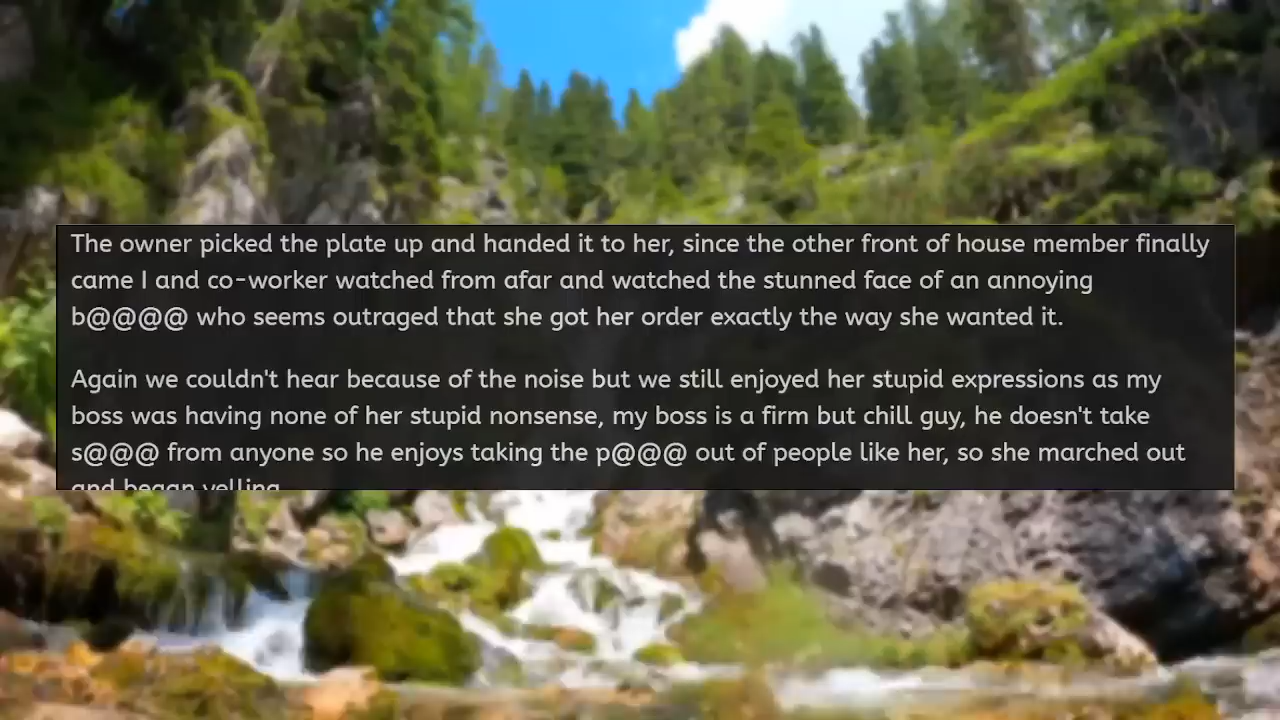 The owner picked the plate up and handed it to her, since the other front of house member finally
came I and co-worker watched from afar and watched the stunned face of an annoying
b@@@@ who seems outraged that she got her order exactly the way she wanted it.
Again we couldn't hear because of the noise but we still enjoyed her stupid expressions as my
boss was having none of her stupid nonsense, my boss is a firm but chill guy, he doesn't take
s@@@ from anyone so he enjoys taking the p@@@ out of people like her, so she marched out
and began yelling